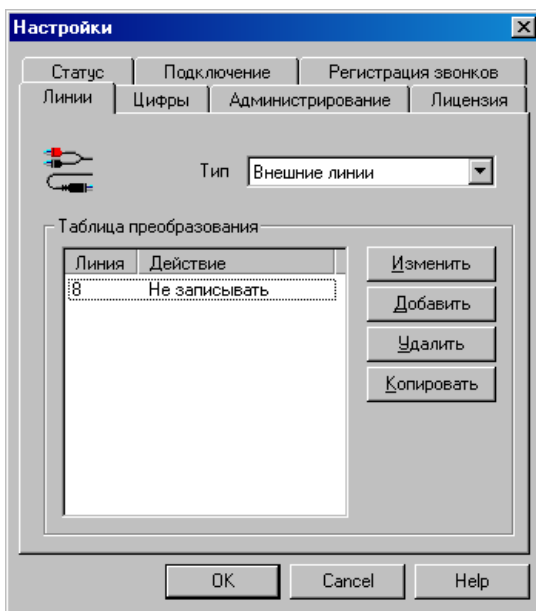 Настройки
Статус Подключение Регистрация звонков
Линии Цифры Администрирование Лицензия
Тип Внешние линии
Таблица преобразования
Линия Действие
8 Не записывать
Изменить
Добавить
Удалить
Копировать
OK Cancel Help